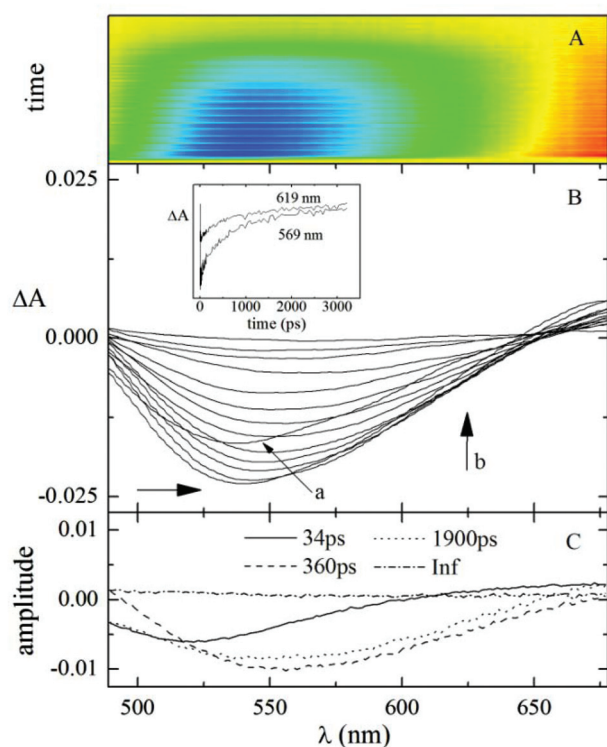 A
time
0.025
B
619 nm
ΔA
569 nm
0 1000 2000 3000
time (ps)
ΔA
0.000
a
b
-0.025
0.01
34ps 1900ps C
360ps Inf
amplitude
0.00
-0.01
500 550 600 650
λ (nm)